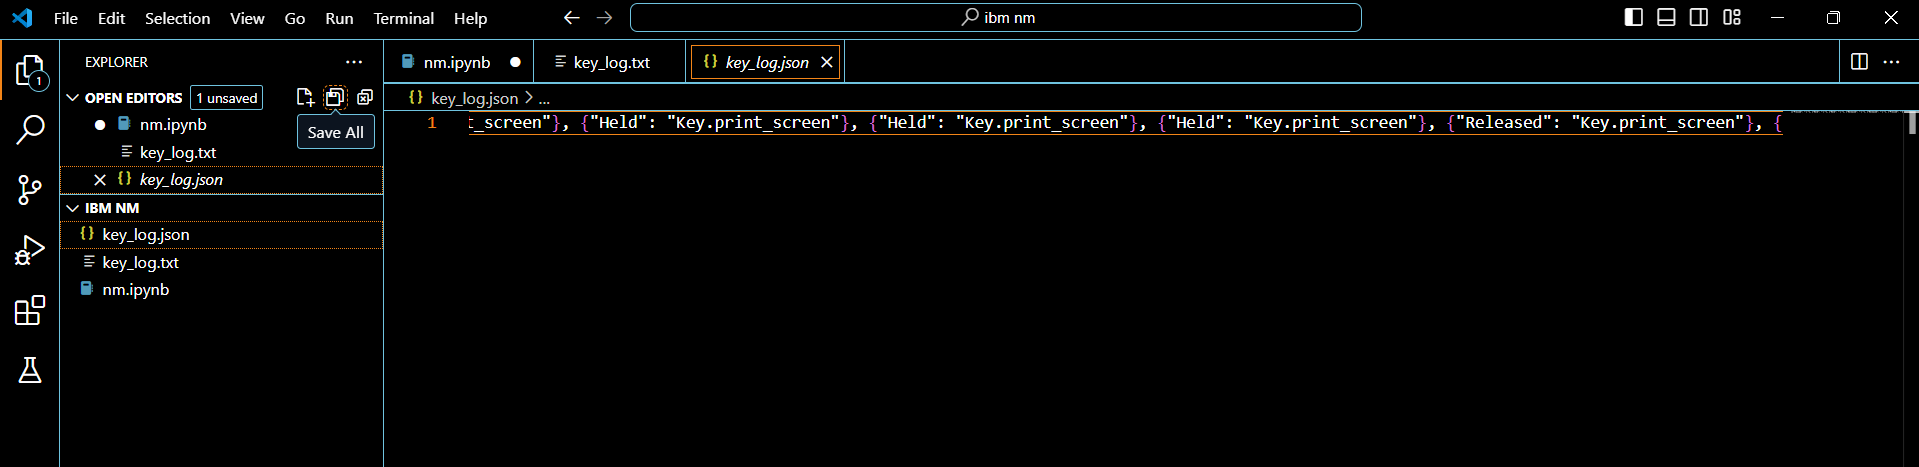 File Edit Selection View Go Run Terminal Help
ibm nm
EXPLORER
nm.ipynb
key_log.txt
{} key_log.json
OPEN EDITORS 1 unsaved
{} key_log.json > ...
nm.ipynb
Save All
key_log.txt
{} key_log.json
1 t_screen"}, {"Held": "Key.print_screen"}, {"Held": "Key.print_screen"}, {"Held": "Key.print_screen"}, {"Released": "Key.print_screen"}, {
IBM NM
{} key_log.json
key_log.txt
nm.ipynb
1